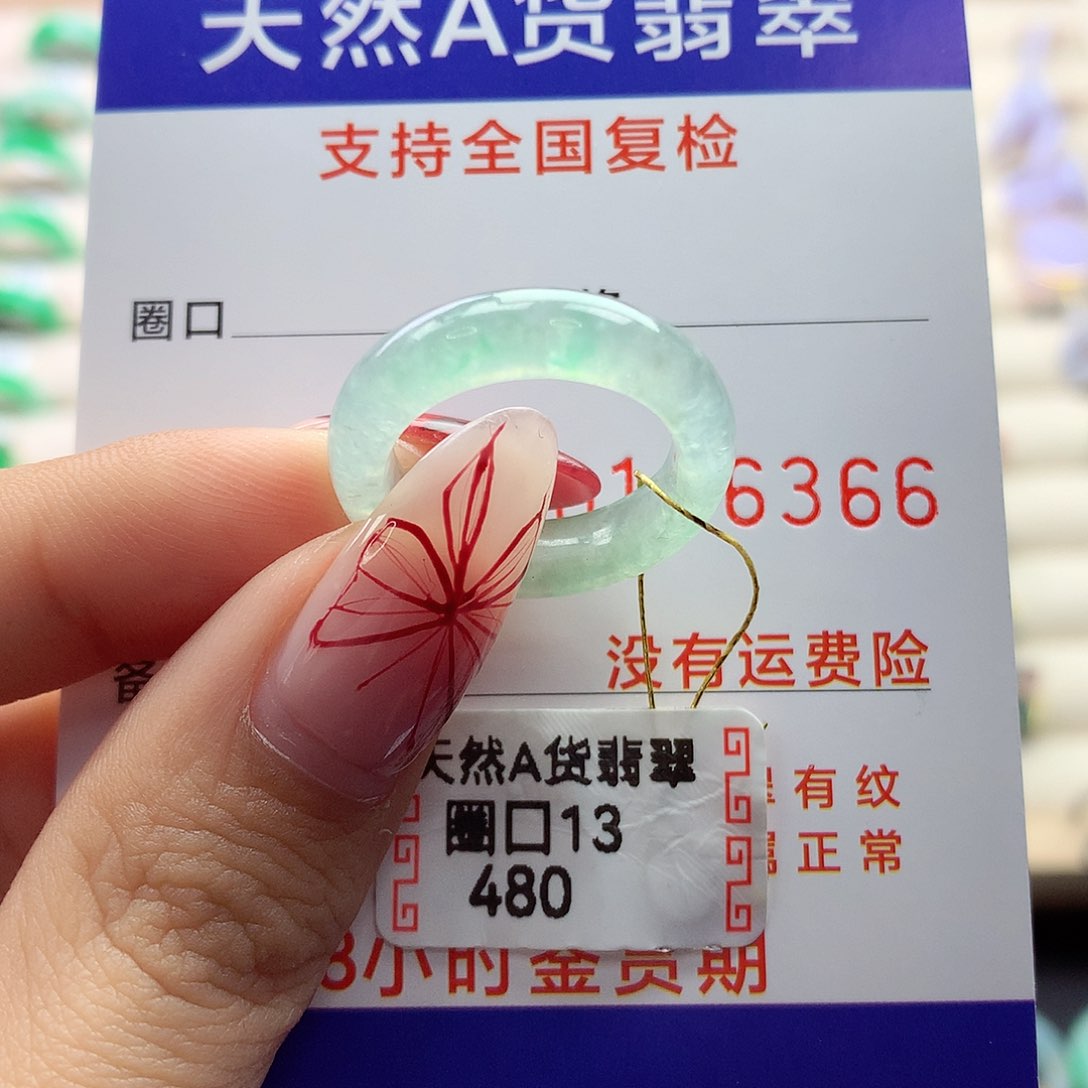 天然A货翡翠
支持全国复检
圈口
6366
没有运费险
有纹
正常
天然A货翡翠
圈口13
480
小时鉴赏期